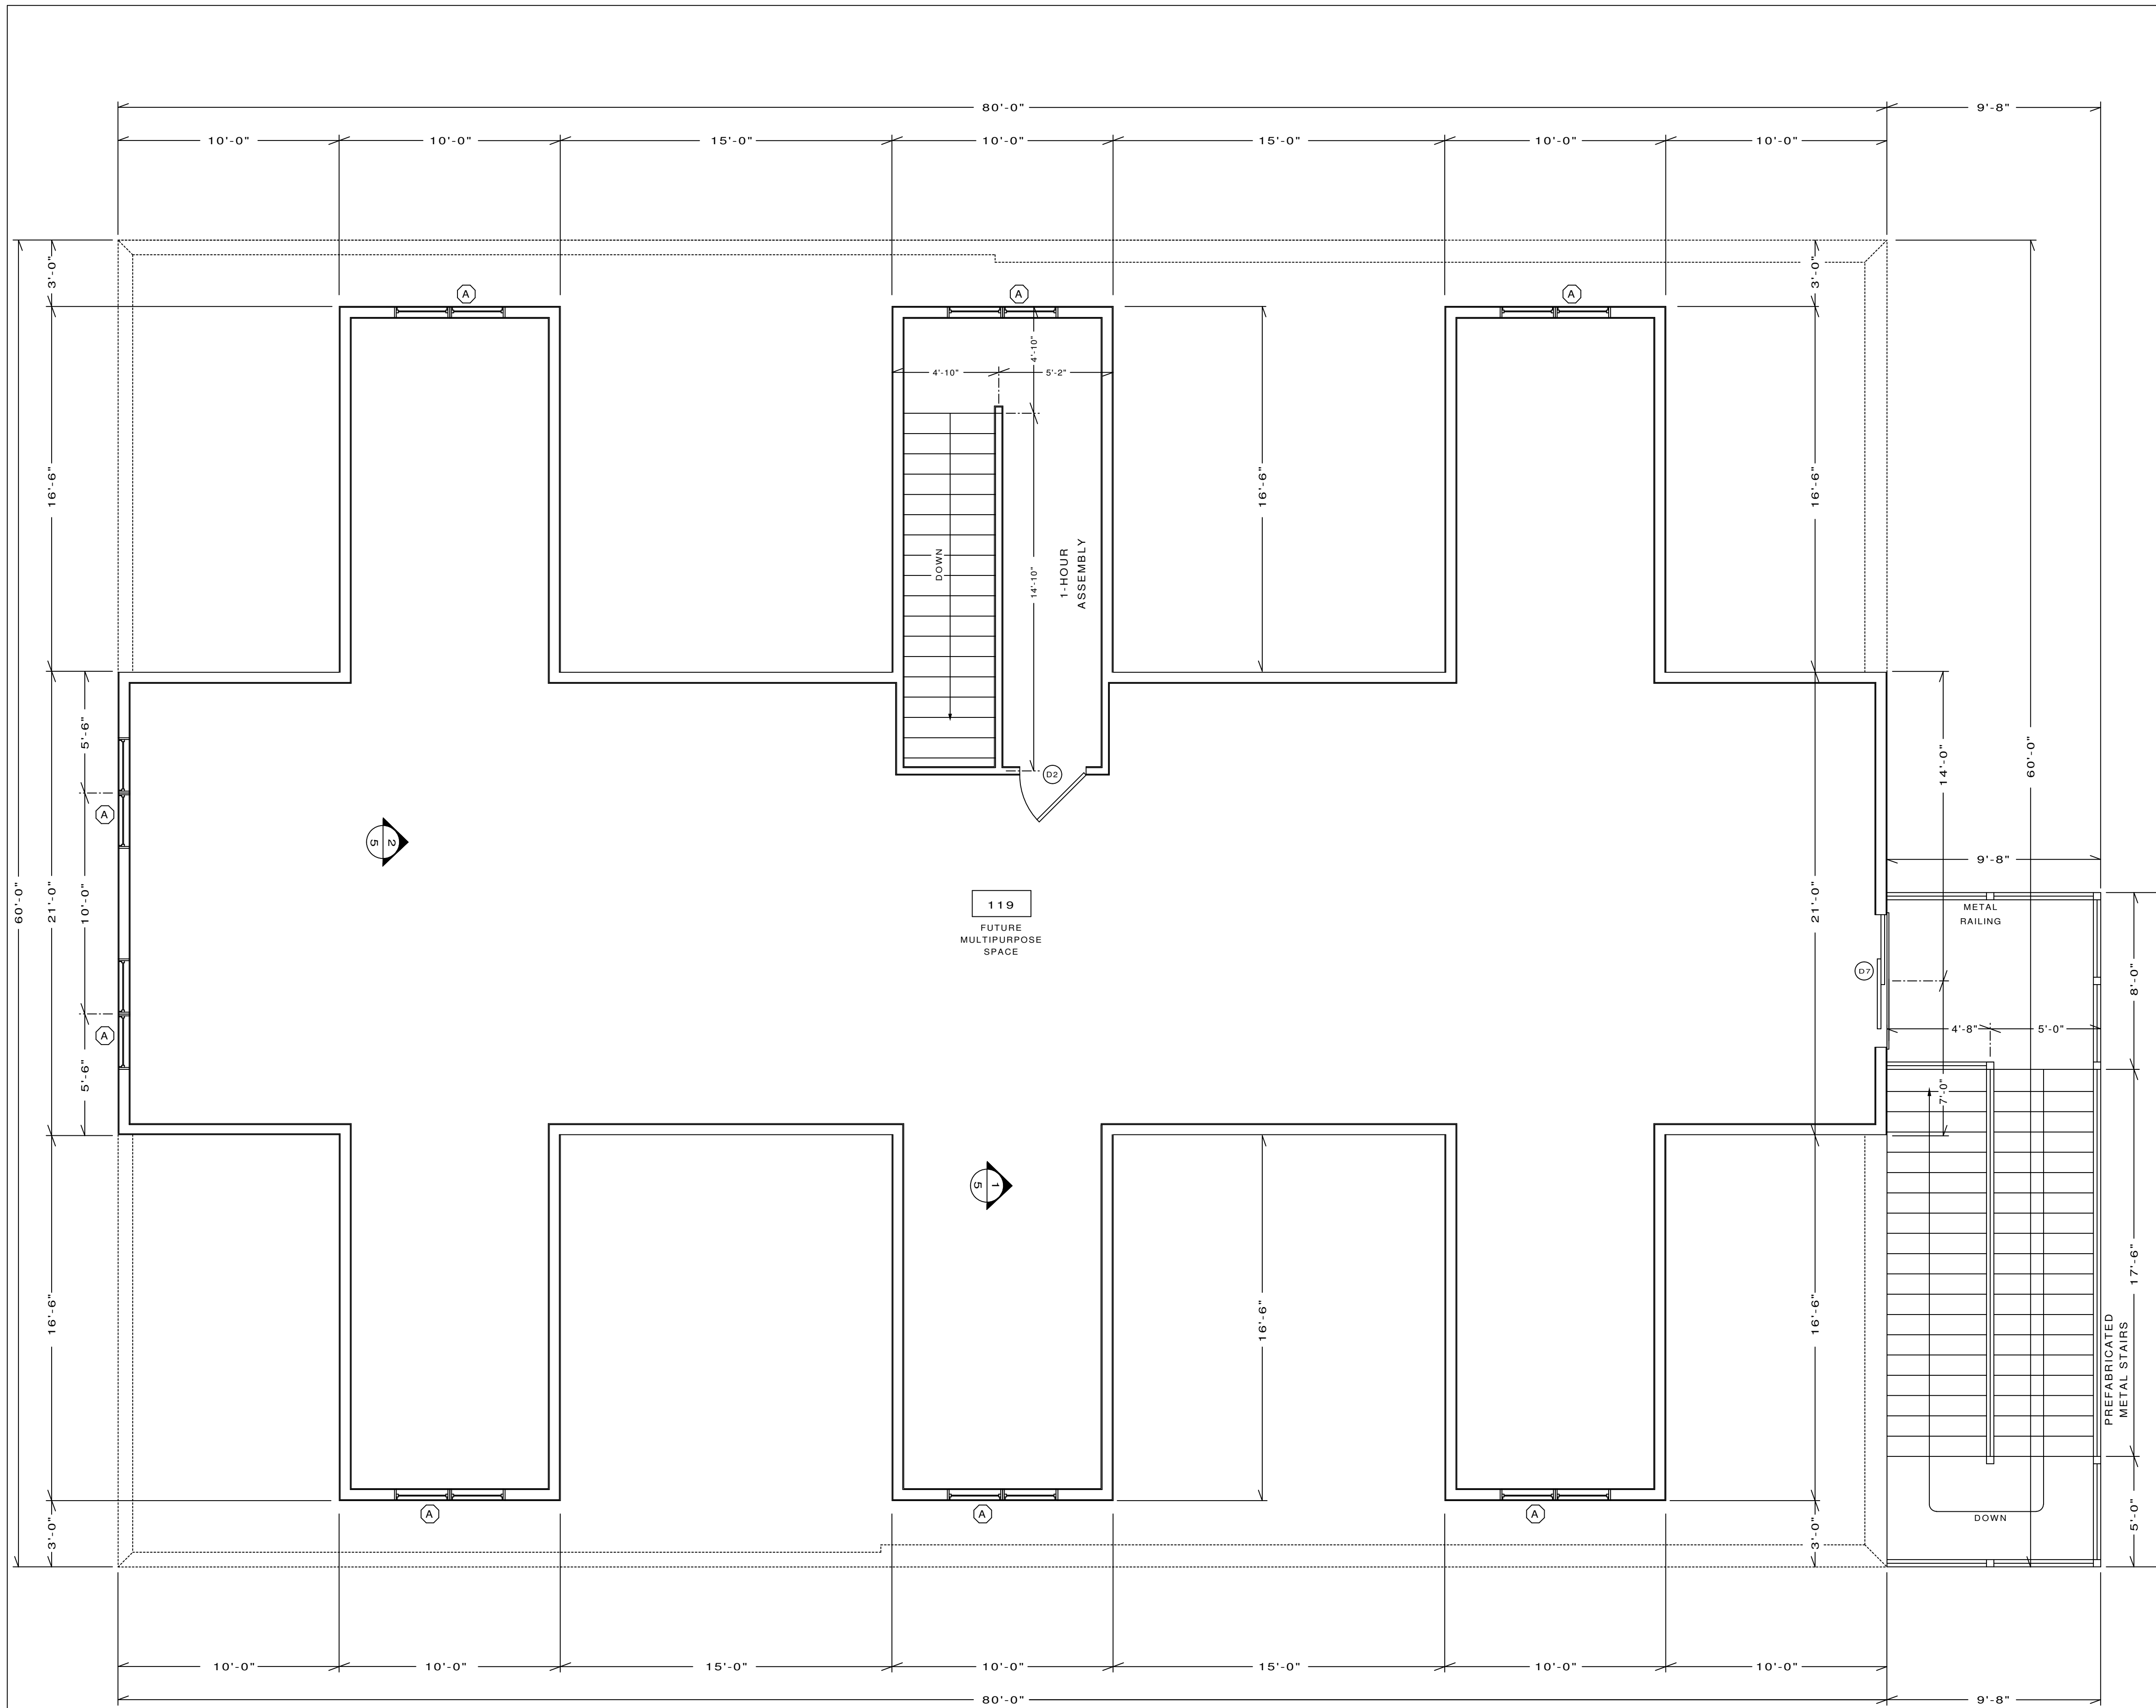 80'-0"
9'-8"
10'-0"
10'-0"
15'-0"
10'-0"
15'-0"
10'-0"
10'-0"
3'-0"
3'-0"
A
A
A
4'-10"
4'-10"
5'-2"
16'-6"
16'-6"
16'-6"
DOWN
14'-10"
1-HOUR
ASSEMBLY
5'-6"
14'-0"
60'-0"
D2
A
2
5
9'-8"
60'-0"
21'-0"
10'-0"
119
FUTURE
MULTIPURPOSE
SPACE
21'-0"
METAL
RAILING
D7
8'-0"
A
4'-8"
5'-0"
5'-6"
7'-0"
1
5
16'-6"
16'-6"
16'-6"
17'-6"
PREFABRICATED
METAL STAIRS
A
A
A
DOWN
5'-0"
3'-0"
3'-0"
10'-0"
10'-0"
15'-0"
10'-0"
15'-0"
10'-0"
10'-0"
80'-0"
9'-8"